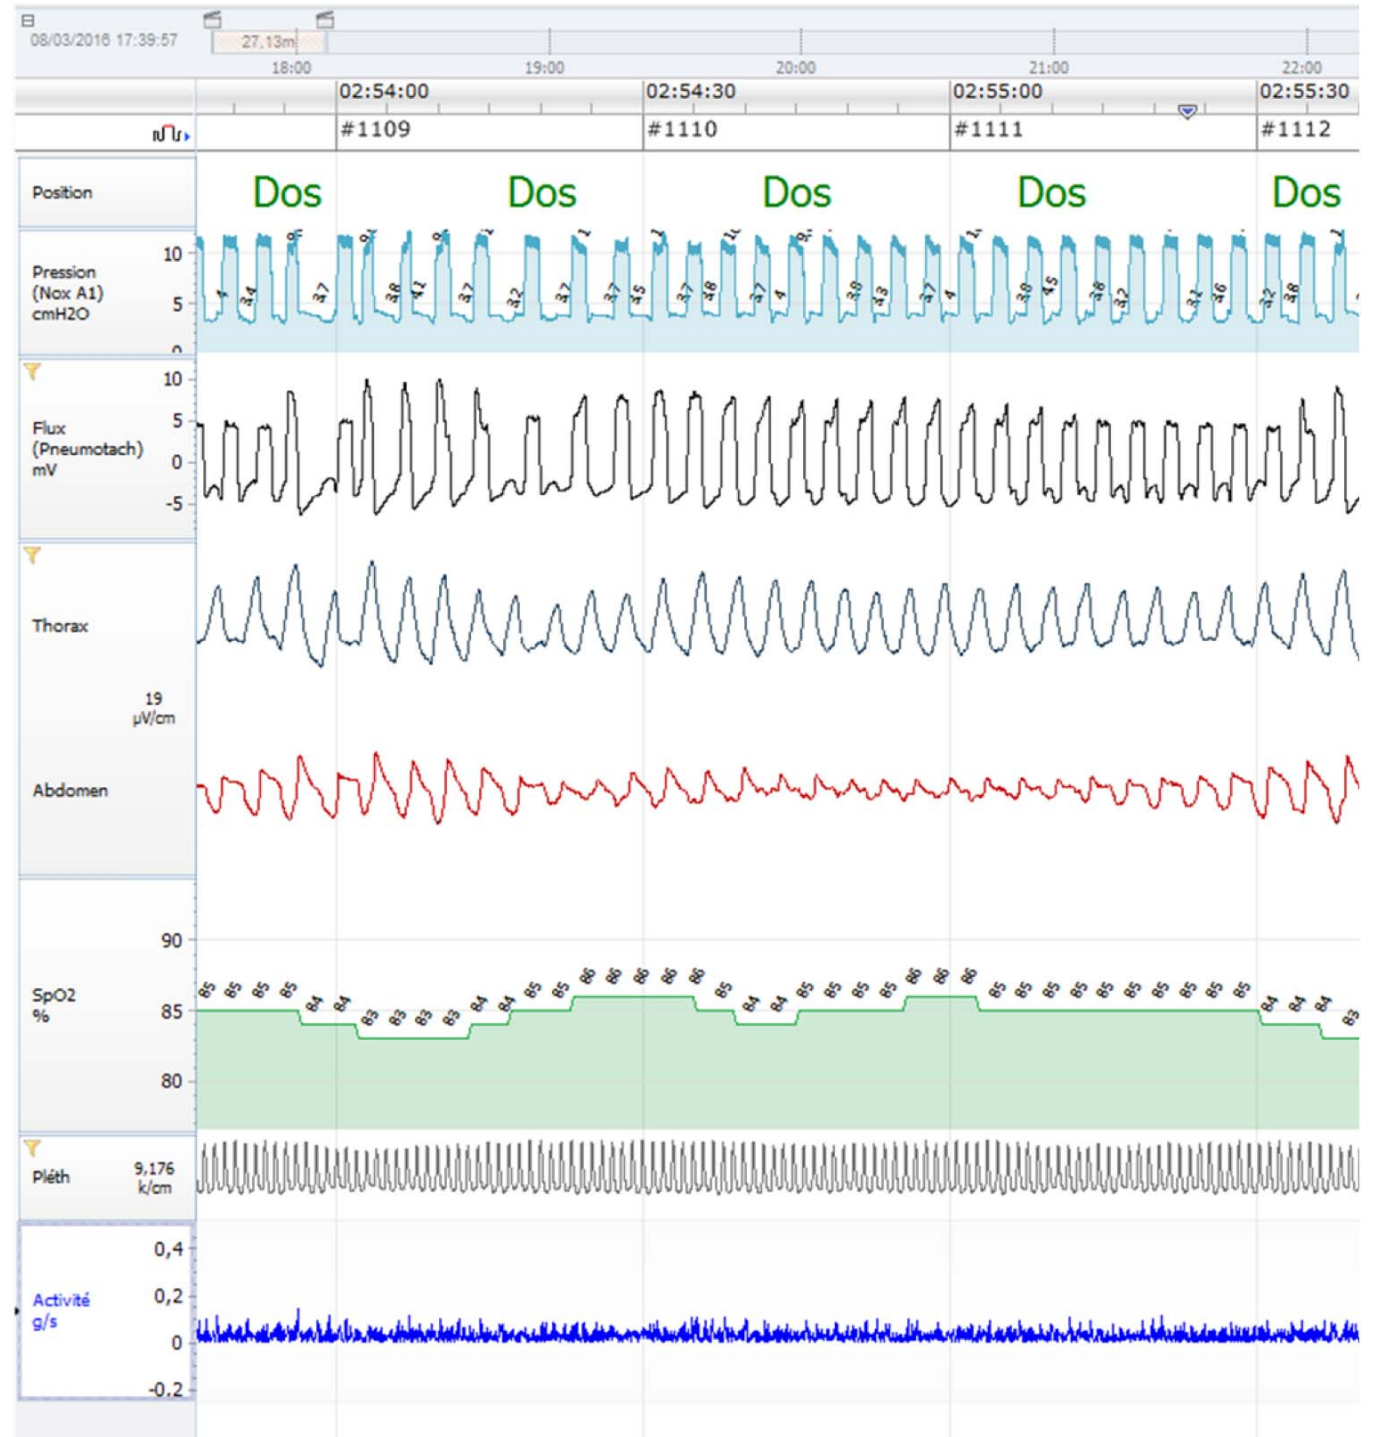 08/03/2016 17:39:57
27,13m
18:00 19:00 20:00 21:00 22:00
02:54:00 02:54:30 02:55:00 02:55:30
#1109 #1110 #1111 #1112
Position
Dos Dos Dos Dos Dos
Pression
(Nox A1)
cmH2O
10
5
0
Flux
(Pneumotach)
mV
10
5
0
-5
Thorax
19
µV/cm
Abdomen
SpO2
%
90
85
80
85 85 85 85 84 84 83 83 83 83 84 84 85 85 86 86 86 86 86 85 84 84 85 85 85 85 86 86 86 85 85 85 85 85 85 85 85 85 85 84 84 84 83
Pléth
9,176
k/cm
Activité
g/s
0,4
0,2
0
-0,2